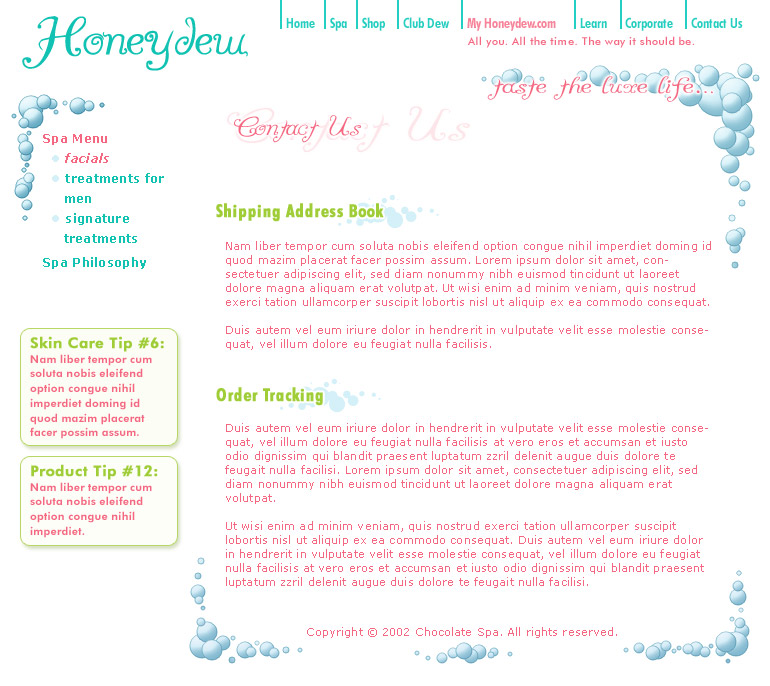 Honeydew
Home
Spa
Shop
Club Dew
My Honeydew.com
Learn
Corporate
Contact Us
All you. All the time. The way it should be.
taste the luxe life...
Contact Us
Contact Us
Spa Menu
facials
treatments for
men
signature
treatments
Spa Philosophy
Skin Care Tip #6:
Nam liber tempor cum
soluta nobis eleifend
option congue nihil
imperdiet doming id
quod mazim placerat
facer possim assum.
Product Tip #12:
Nam liber tempor cum
soluta nobis eleifend
option congue nihil
imperdiet.
Shipping Address Book
Nam liber tempor cum soluta nobis eleifend option congue nihil imperdiet doming id
quod mazim placerat facer possim assum. Lorem ipsum dolor sit amet, con-
sectetuer adipiscing elit, sed diam nonummy nibh euismod tincidunt ut laoreet
dolore magna aliquam erat volutpat. Ut wisi enim ad minim veniam, quis nostrud
exerci tation ullamcorper suscipit lobortis nisl ut aliquip ex ea commodo consequat.
Duis autem vel eum iriure dolor in hendrerit in vulputate velit esse molestie conse-
quat, vel illum dolore eu feugiat nulla facilisis.
Order Tracking
Duis autem vel eum iriure dolor in hendrerit in vulputate velit esse molestie conse-
quat, vel illum dolore eu feugiat nulla facilisis at vero eros et accumsan et iusto
odio dignissim qui blandit praesent luptatum zzril delenit augue duis dolore te
feugait nulla facilisi. Lorem ipsum dolor sit amet, consectetuer adipiscing elit, sed
diam nonummy nibh euismod tincidunt ut laoreet dolore magna aliquam erat
volutpat.
Ut wisi enim ad minim veniam, quis nostrud exerci tation ullamcorper suscipit
lobortis nisl ut aliquip ex ea commodo consequat. Duis autem vel eum iriure dolor
in hendrerit in vulputate velit esse molestie consequat, vel illum dolore eu feugiat
nulla facilisis at vero eros et accumsan et iusto odio dignissim qui blandit praesent
luptatum zzril delenit augue duis dolore te feugait nulla facilisi.
Copyright © 2002 Chocolate Spa. All rights reserved.